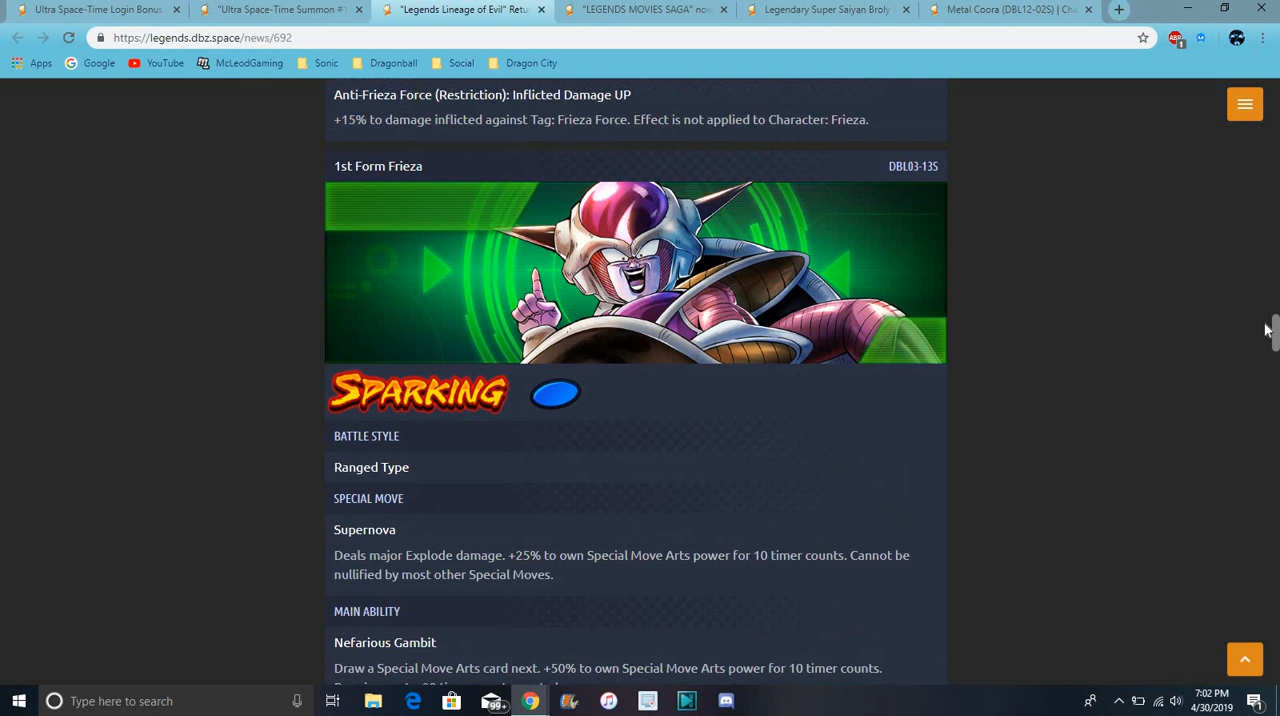 Ultra Space-Time Login Bonus
"Ultra Space-Time Summon #1
"Legends Lineage of Evil" Retu
"LEGENDS MOVIES SAGA" now
Legendary Super Saiyan Broly
Metal Coora (DBL12-02S) | Cha
https://legends.dbz.space/news/692
ABP 1
Apps Google YouTube McLeodGaming Sonic Dragonball Social Dragon City
Anti-Frieza Force (Restriction): Inflicted Damage UP
+15% to damage inflicted against Tag: Frieza Force. Effect is not applied to Character: Frieza.
1st Form Frieza DBL03-13S
SPARKING
BATTLE STYLE
Ranged Type
SPECIAL MOVE
Supernova
Deals major Explode damage. +25% to own Special Move Arts power for 10 timer counts. Cannot be
nullified by most other Special Moves.
MAIN ABILITY
Nefarious Gambit
Draw a Special Move Arts card next. +50% to own Special Move Arts power for 10 timer counts.
Type here to search
99+
7:02 PM
4/30/2019
1